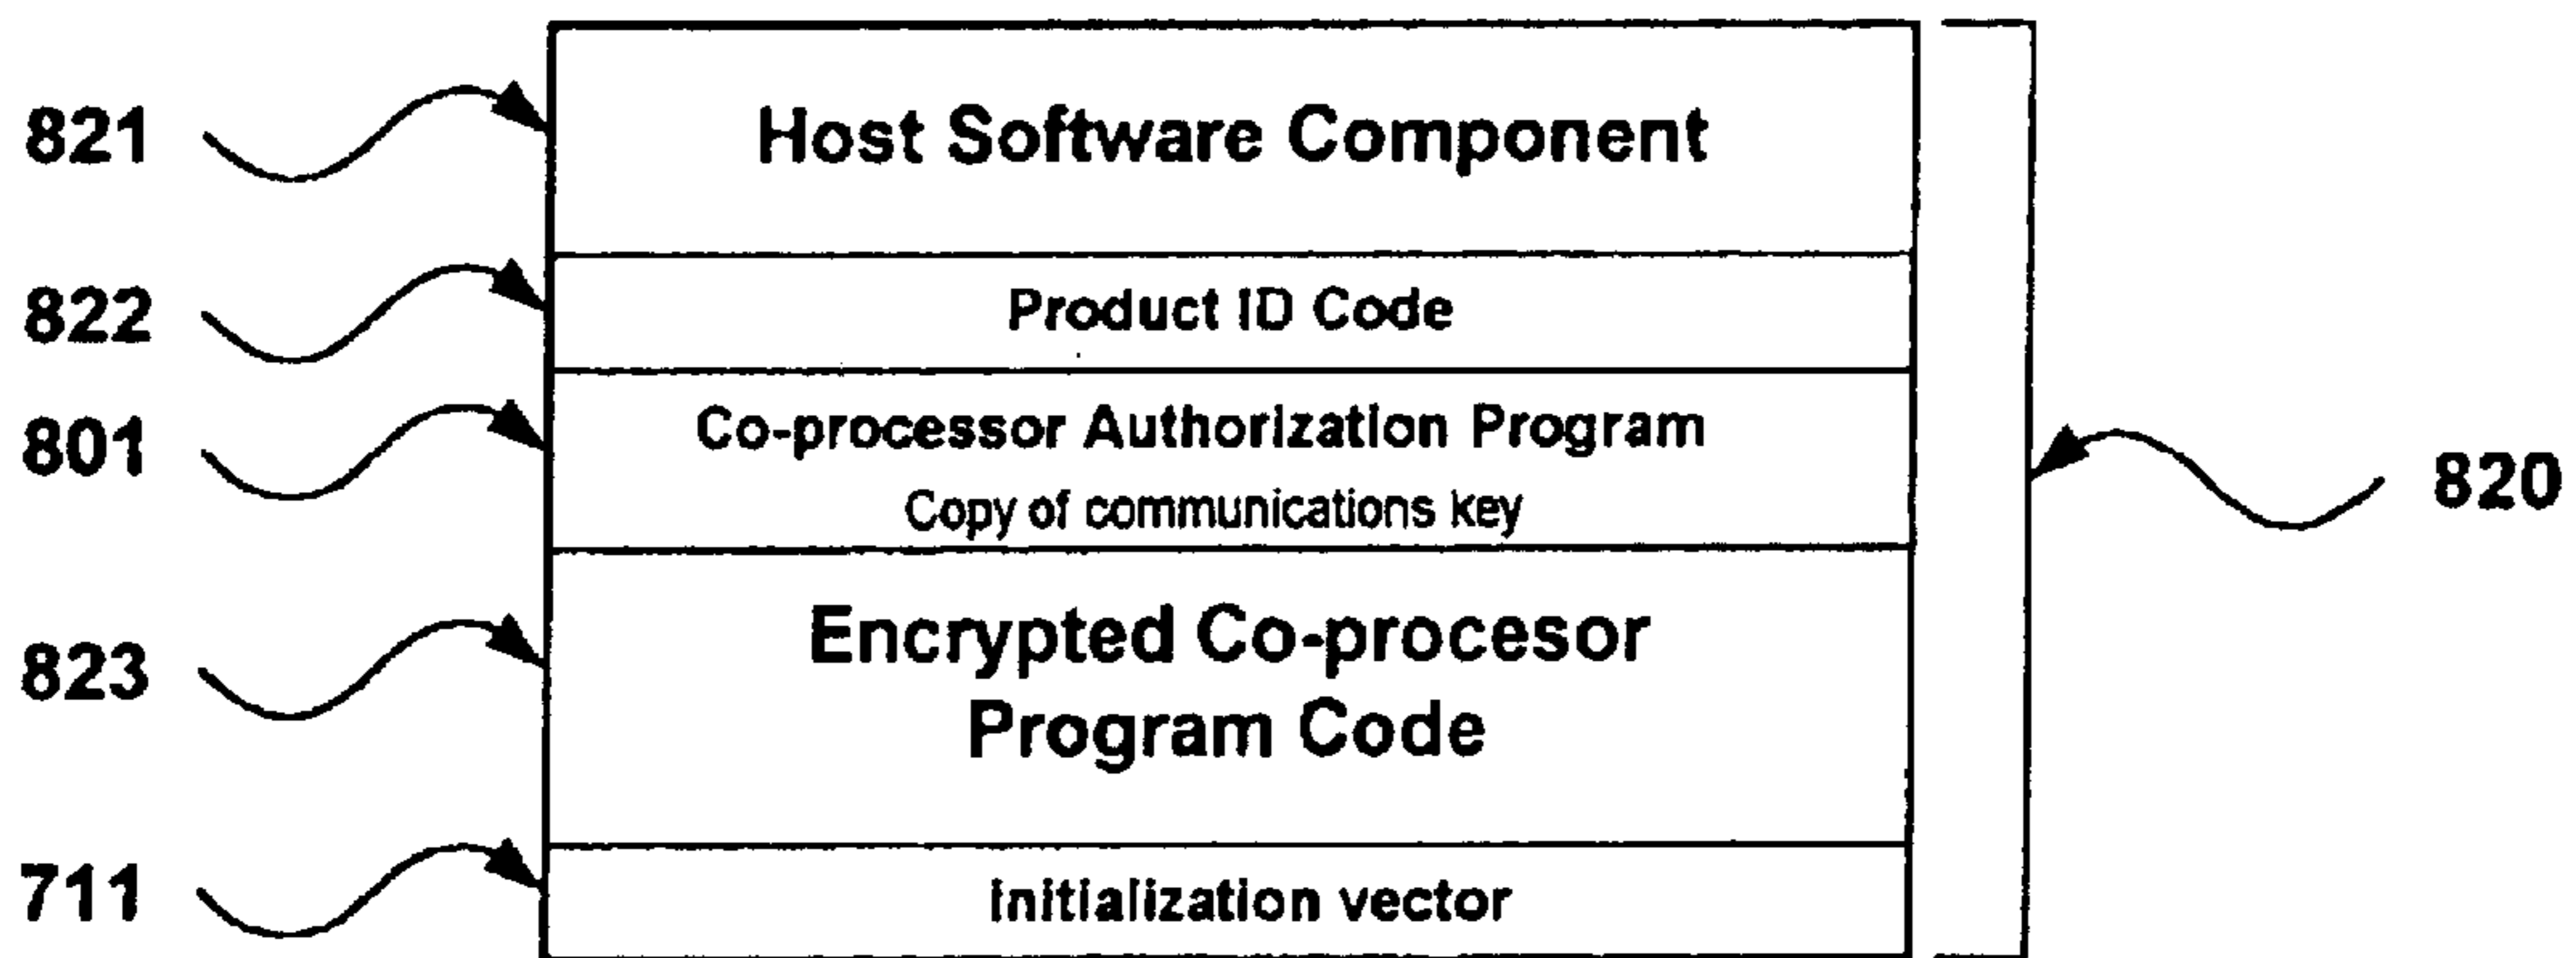 821
Host Software Component
822
Product ID Code
801
Co-processor Authorization Program
Copy of communications key
820
823
Encrypted Co-procesor
Program Code
711
Initialization vector